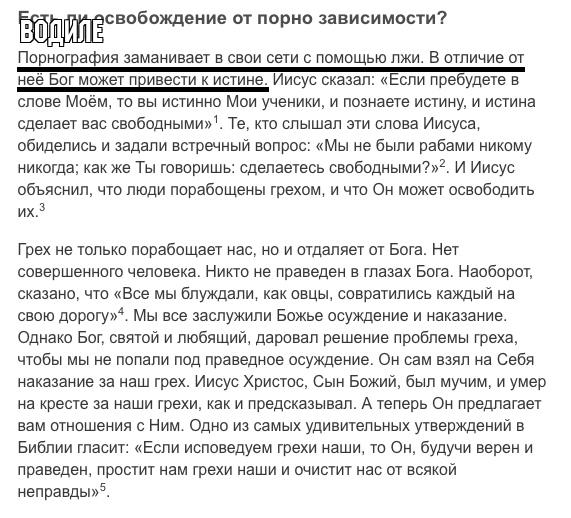 Есть ли освобождение от порно зависимости?
ВОДИЛЕ
Порнография заманивает в свои сети с помощью лжи. В отличие от
неё Бог может привести к истине. Иисус сказал: «Если пребудете в
слове Моём, то вы истинно Мои ученики, и познаете истину, и истина
сделает вас свободными»¹. Те, кто слышал эти слова Иисуса,
обиделись и задали встречный вопрос: «Мы не были рабами никому
никогда; как же Ты говоришь: сделаетесь свободными?»². И Иисус
объяснил, что люди порабощены грехом, и что Он может освободить
их.³
Грех не только порабощает нас, но и отдаляет от Бога. Нет
совершенного человека. Никто не праведен в глазах Бога. Наоборот,
сказано, что «Все мы блуждали, как овцы, совратились каждый на
свою дорогу»⁴. Мы все заслужили Божье осуждение и наказание.
Однако Бог, святой и любящий, даровал решение проблемы греха,
чтобы мы не попали под праведное осуждение. Он сам взял на Себя
наказание за наш грех. Иисус Христос, Сын Божий, был мучим, и умер
на кресте за наши грехи, как и предсказывал. А теперь Он предлагает
вам отношения с Ним. Одно из самых удивительных утверждений в
Библии гласит: «Если исповедуем грехи наши, то Он, будучи верен и
праведен, простит нам грехи наши и очистит нас от всякой
неправды»⁵.